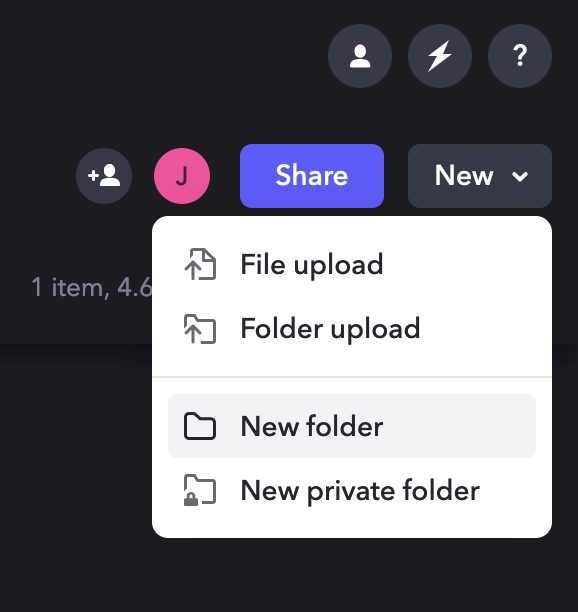 ?
J
Share
New
File upload
1 item, 4.6
Folder upload
New folder
New private folder